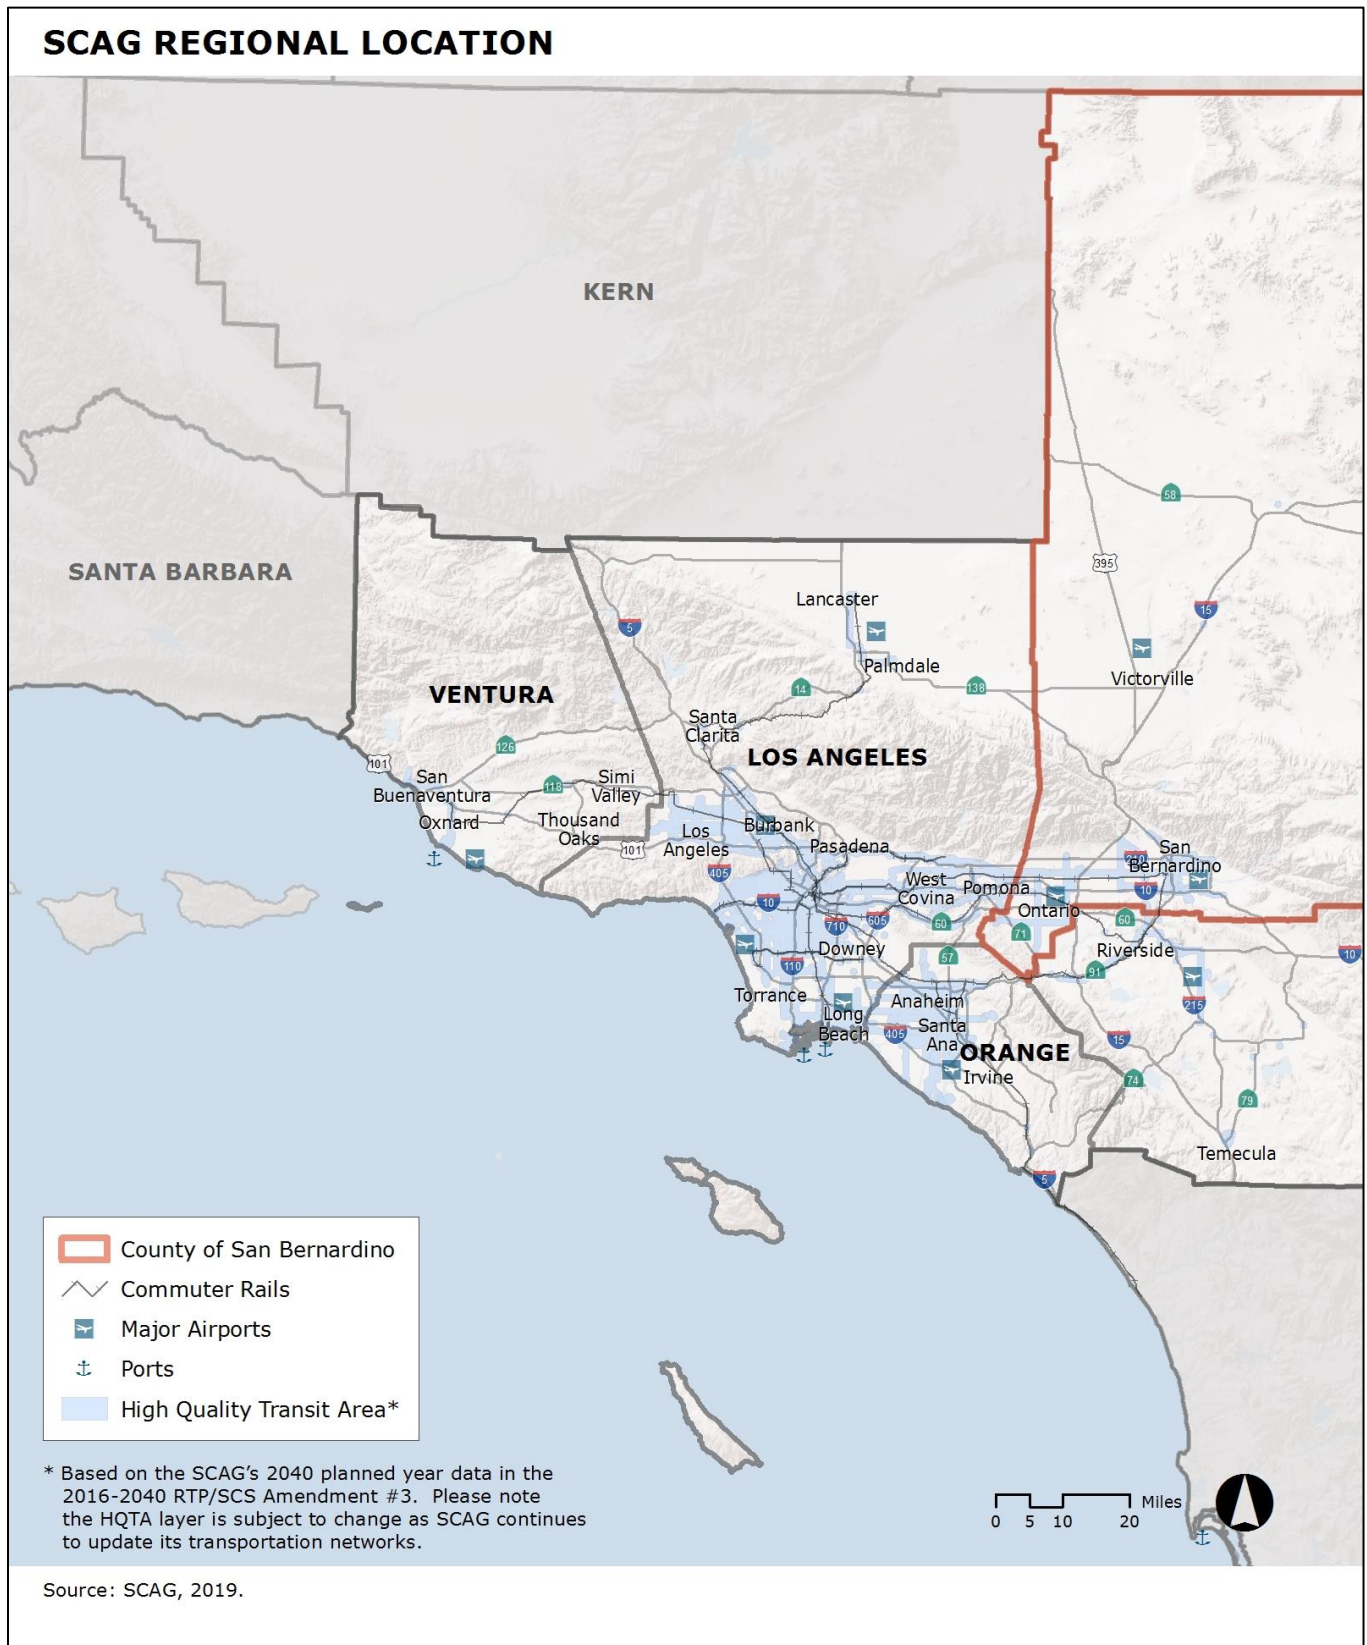 SCAG REGIONAL LOCATION
KERN
58
SANTA BARBARA
395
Lancaster
15
5
Palmdale
Victorville
VENTURA
14
138
Santa
Clarita
126
LOS ANGELES
101
San
Buenaventura
118
Simi
Valley
Oxnard
Thousand
Oaks
101
Los
Angeles
Burbank
Pasadena
210
San
Bernardino
405
West
Covina
Pomona
10
10
Ontario
710
605
60
71
60
Downey
57
Riverside
10
110
91
Torrance
Anaheim
215
Long
Beach
405
Santa
Ana
15
ORANGE
Irvine
74
79
Temecula
5
County of San Bernardino
Commuter Rails
Major Airports
Ports
High Quality Transit Area*
* Based on the SCAG's 2040 planned year data in the
2016-2040 RTP/SCS Amendment #3. Please note
the HQTA layer is subject to change as SCAG continues
to update its transportation networks.
Miles
0 5 10 20
Source: SCAG, 2019.